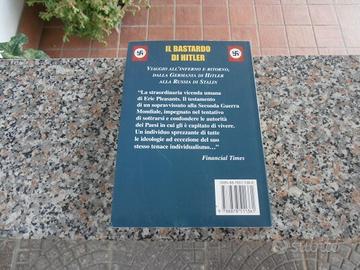 IL BASTARDO
DI HITLER
VIAGGIO ALL'INFERNO E RITORNO,
DALLA GERMANIA DI HITLER
ALLA RUSSIA DI STALIN
"La straordinaria vicenda umana
di Eric Pleasants. Il testamento
di un sopravvissuto alla Seconda Guerra
Mondiale, impegnato nel tentativo
di sottrarsi e confondere le autorità
dei Paesi in cui gli è capitato di vivere.
Un individuo sprezzante di tutte
le ideologie ad eccezione del suo
stesso tenace individualismo..."
Financial Times
subito